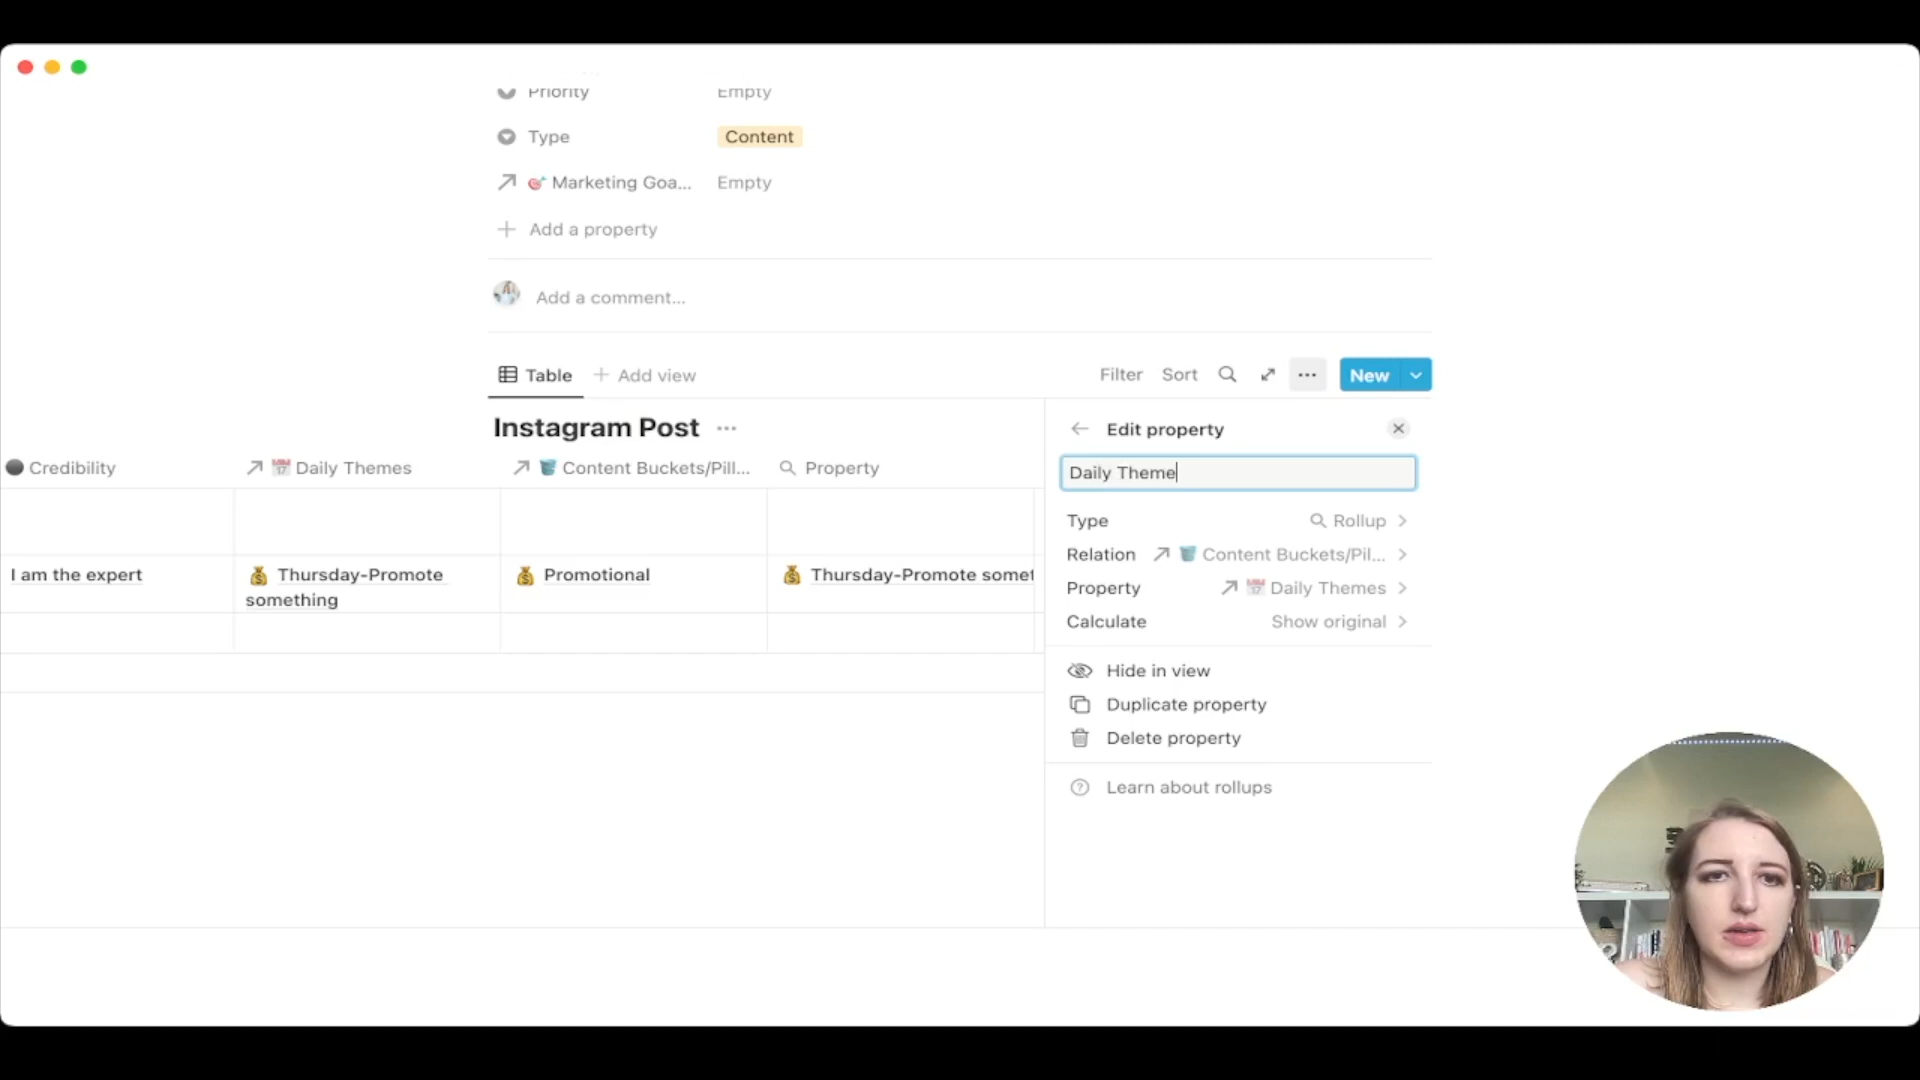 Priority Empty
Type Content
Marketing Goa... Empty
Add a property
Add a comment...
Table Add view Filter Sort New
Instagram Post
Edit property
Daily Theme
Credibility Daily Themes Content Buckets/Pill... Property
I am the expert Thursday-Promote something Promotional Thursday-Promote somet
Type Rollup
Relation Content Buckets/Pil...
Property Daily Themes
Calculate Show original
Hide in view
Duplicate property
Delete property
Learn about rollups